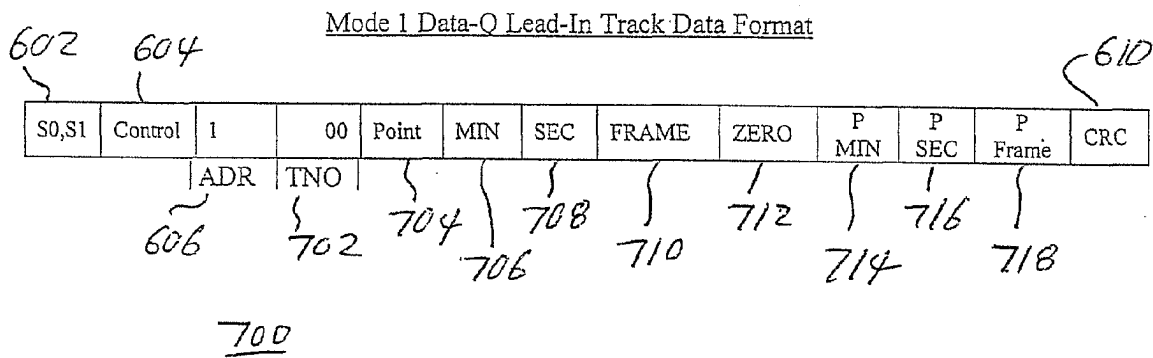 Mode 1 Data-Q Lead-In Track Data Format
602 604 610
S0,S1 Control 1 00 Point MIN SEC FRAME ZERO P MIN P SEC P Frame CRC
ADR TNO
606 702 704 706 708 710 712 714 716 718
700